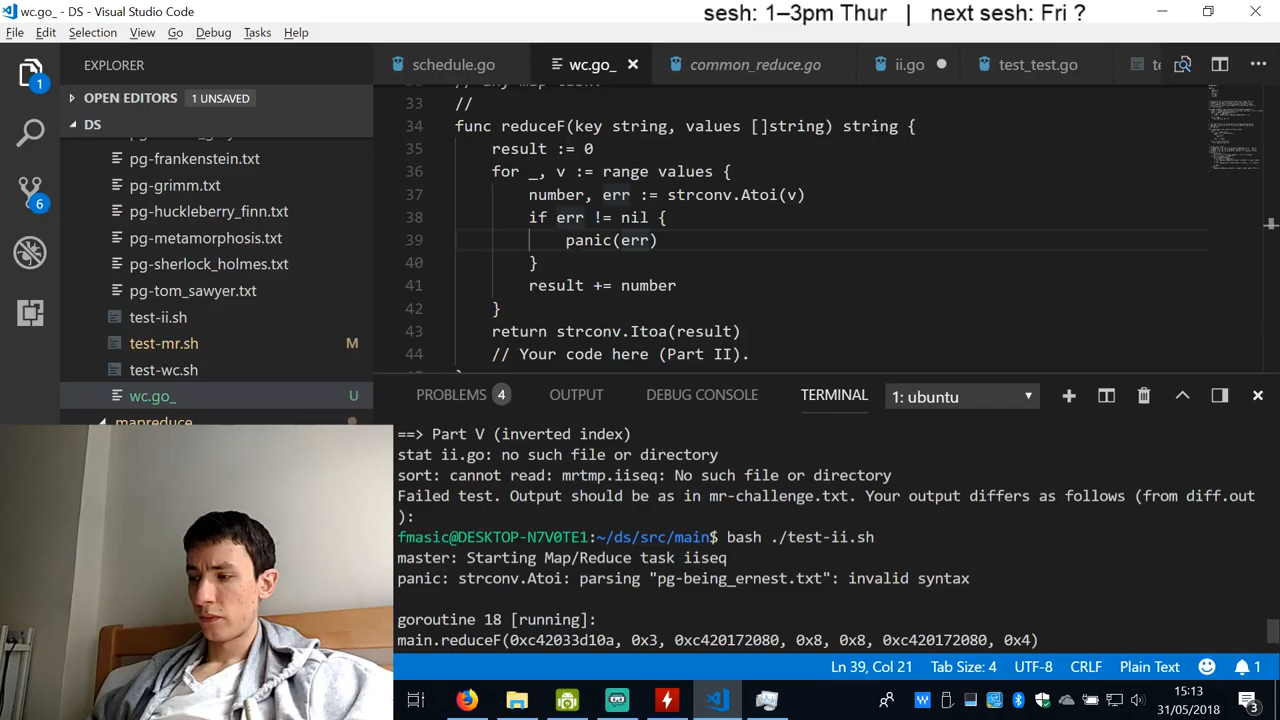 sesh: 1–3pm Thur | next sesh: Fri ?
wc.go_ - DS - Visual Studio Code
File Edit Selection View Go Debug Tasks Help
EXPLORER
OPEN EDITORS 1 UNSAVED
DS
pg-frankenstein.txt
pg-grimm.txt
pg-huckleberry_finn.txt
pg-metamorphosis.txt
pg-sherlock_holmes.txt
pg-tom_sawyer.txt
test-ii.sh
test-mr.sh M
test-wc.sh
wc.go_ U
mapreduce
1
6
schedule.go wc.go_ common_reduce.go ii.go test_test.go te
33 //
34 func reduceF(key string, values []string) string {
35 result := 0
36 for _, v := range values {
37 number, err := strconv.Atoi(v)
38 if err != nil {
39 panic(err)
40 }
41 result += number
42 }
43 return strconv.Itoa(result)
44 // Your code here (Part II).
PROBLEMS 4 OUTPUT DEBUG CONSOLE TERMINAL 1: ubuntu
==> Part V (inverted index)
stat ii.go: no such file or directory
sort: cannot read: mrtmp.iiseq: No such file or directory
Failed test. Output should be as in mr-challenge.txt. Your output differs as follows (from diff.out
):
fmasic@DESKTOP-N7V0TE1:~/ds/src/main$ bash ./test-ii.sh
master: Starting Map/Reduce task iiseq
panic: strconv.Atoi: parsing "pg-being_ernest.txt": invalid syntax
goroutine 18 [running]:
main.reduceF(0xc42033d10a, 0x3, 0xc420172080, 0x8, 0x8, 0xc420172080, 0x4)
Ln 39, Col 21 Tab Size: 4 UTF-8 CRLF Plain Text 1
15:13
31/05/2018
3